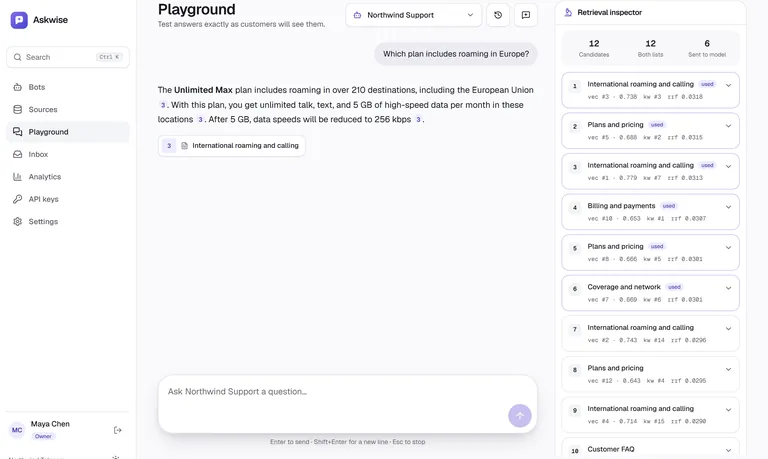 Askwise
Search
Ctrl K
Bots
Sources
Playground
Inbox
Analytics
API keys
Settings
MC
Maya Chen
Owner
Playground
Test answers exactly as customers will see them.
Northwind Support
Which plan includes roaming in Europe?
The Unlimited Max plan includes roaming in over 210 destinations, including the European Union
3. With this plan, you get unlimited talk, text, and 5 GB of high-speed data per month in these
locations 3. After 5 GB, data speeds will be reduced to 256 kbps 3.
3 International roaming and calling
Ask Northwind Support a question...
Enter to send · Shift+Enter for a new line · Esc to stop
Retrieval inspector
12 12 6
Candidates Both lists Sent to model
1 International roaming and calling used
vec #3 · 0.738 kw #3 rrf 0.0318
2 Plans and pricing used
vec #5 · 0.688 kw #2 rrf 0.0315
3 International roaming and calling used
vec #1 · 0.779 kw #7 rrf 0.0313
4 Billing and payments used
vec #10 · 0.653 kw #1 rrf 0.0307
5 Plans and pricing used
vec #8 · 0.666 kw #5 rrf 0.0301
6 Coverage and network used
vec #7 · 0.669 kw #6 rrf 0.0301
7 International roaming and calling
vec #2 · 0.743 kw #14 rrf 0.0296
8 Plans and pricing
vec #12 · 0.643 kw #4 rrf 0.0295
9 International roaming and calling
vec #4 · 0.714 kw #15 rrf 0.0290
10 Customer FAQ